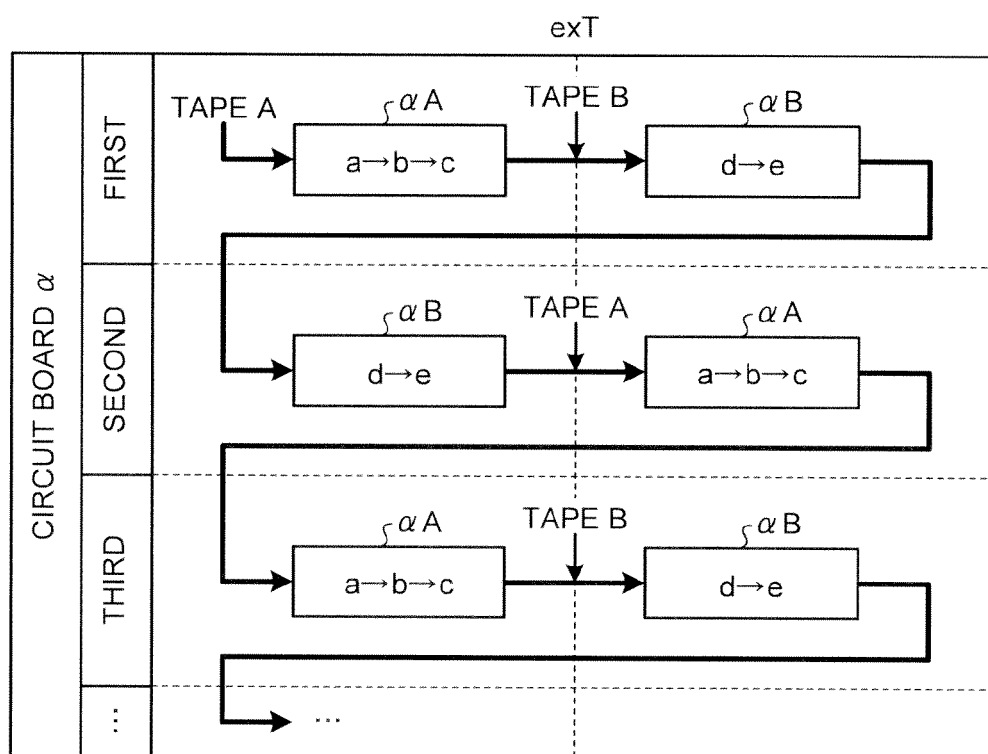 exT
CIRCUIT BOARD α
FIRST
TAPE A
αA
a→b→c
TAPE B
αB
d→e
SECOND
αB
d→e
TAPE A
αA
a→b→c
THIRD
αA
a→b→c
TAPE B
αB
d→e
...
...